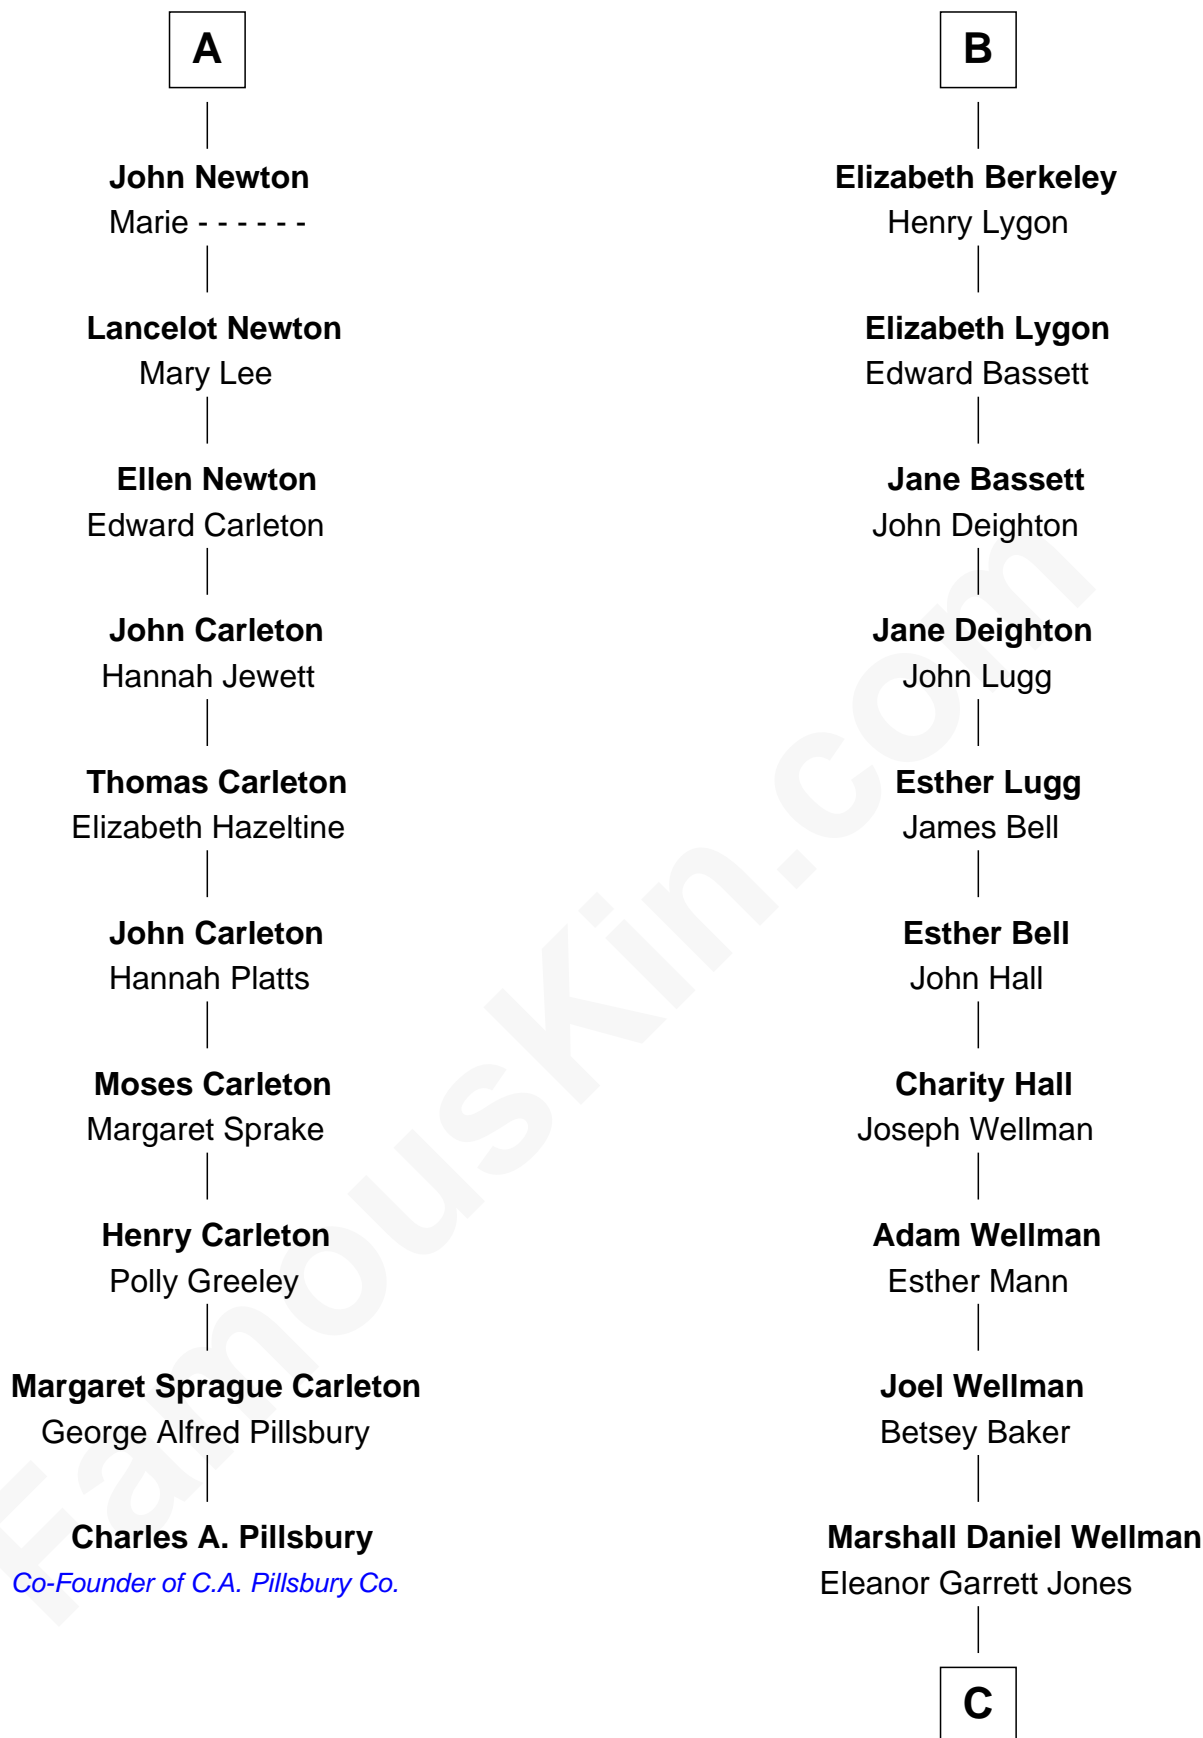 A
John Newton
Marie - - - - - -
Lancelot Newton
Mary Lee
Ellen Newton
Edward Carleton
John Carleton
Hannah Jewett
Thomas Carleton
Elizabeth Hazeltine
John Carleton
Hannah Platts
Moses Carleton
Margaret Sprake
Henry Carleton
Polly Greeley
Margaret Sprague Carleton
George Alfred Pillsbury
Charles A. Pillsbury
Co-Founder of C.A. Pillsbury Co.
B
Elizabeth Berkeley
Henry Lygon
Elizabeth Lygon
Edward Bassett
Jane Bassett
John Deighton
Jane Deighton
John Lugg
Esther Lugg
James Bell
Esther Bell
John Hall
Charity Hall
Joseph Wellman
Adam Wellman
Esther Mann
Joel Wellman
Betsey Baker
Marshall Daniel Wellman
Eleanor Garrett Jones
C
FamousKin.com